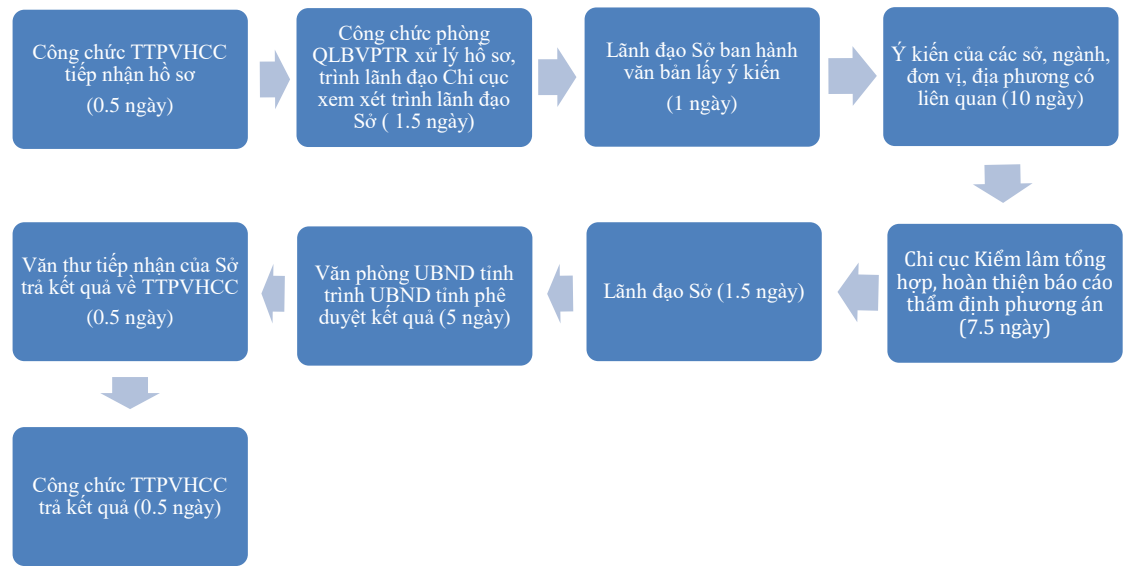 Công chức TTPVHCC
tiếp nhận hồ sơ
(0.5 ngày)
Công chức phòng
QLBVPTR xử lý hồ sơ,
trình lãnh đạo Chi cục
xem xét trình lãnh đạo
Sở ( 1.5 ngày)
Lãnh đạo Sở ban hành
văn bản lấy ý kiến
(1 ngày)
Ý kiến của các sở, ngành,
đơn vị, địa phương có
liên quan (10 ngày)
Chi cục Kiểm lâm tổng
hợp, hoàn thiện báo cáo
thẩm định phương án
(7.5 ngày)
Lãnh đạo Sở (1.5 ngày)
Văn phòng UBND tỉnh
trình UBND tỉnh phê
duyệt kết quả (5 ngày)
Văn thư tiếp nhận của Sở
trả kết quả về TTPVHCC
(0.5 ngày)
Công chức TTPVHCC
trả kết quả (0.5 ngày)